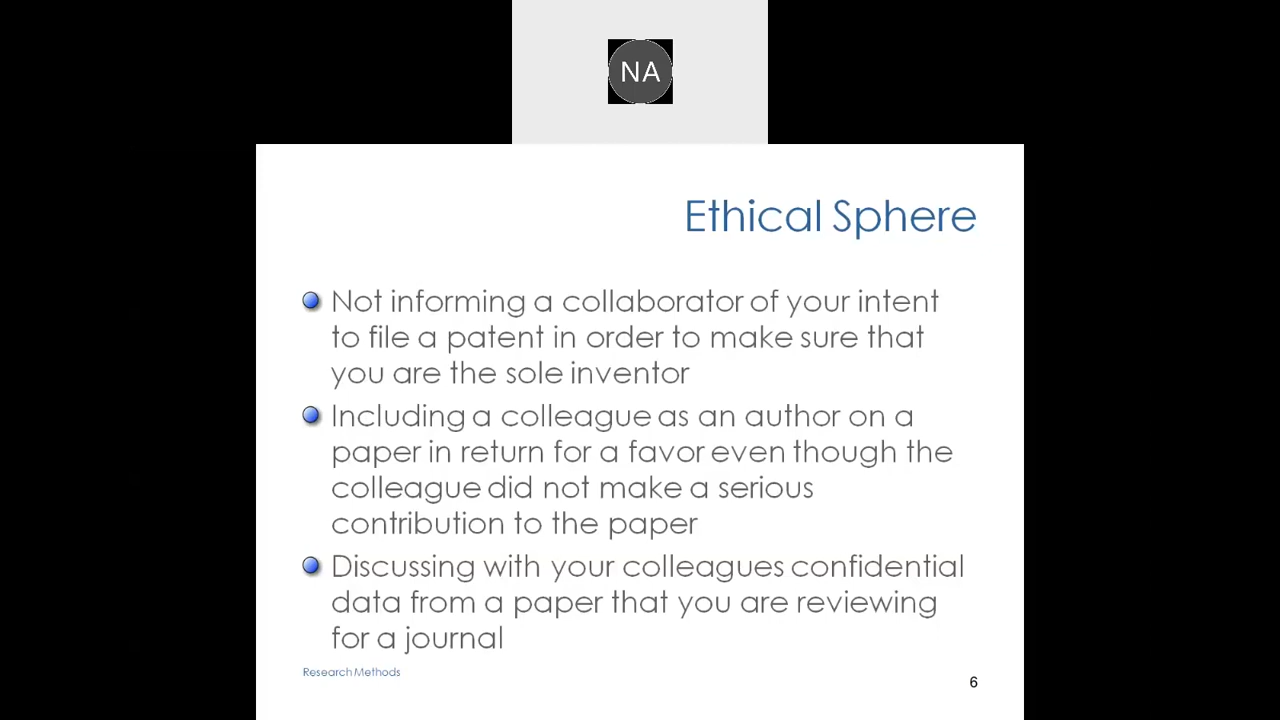 NA
Ethical Sphere
Not informing a collaborator of your intent
to file a patent in order to make sure that
you are the sole inventor
Including a colleague as an author on a
paper in return for a favor even though the
colleague did not make a serious
contribution to the paper
Discussing with your colleagues confidential
data from a paper that you are reviewing
for a journal
Research Methods
6